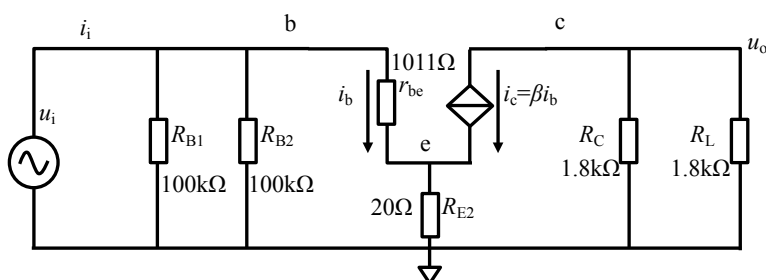 i_i
b
c
u_o
1011Ω
r_be
i_b
i_c=βi_b
u_i
R_B1
100kΩ
R_B2
100kΩ
e
20Ω
R_E2
R_C
1.8kΩ
R_L
1.8kΩ